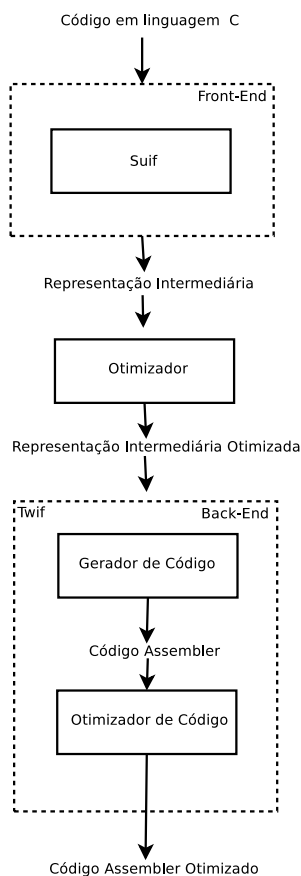 Código em linguagem C
Front-End
Suif
Representação Intermediária
Otimizador
Representação Intermediária Otimizada
Twif
Back-End
Gerador de Código
Código Assembler
Otimizador de Código
Código Assembler Otimizado